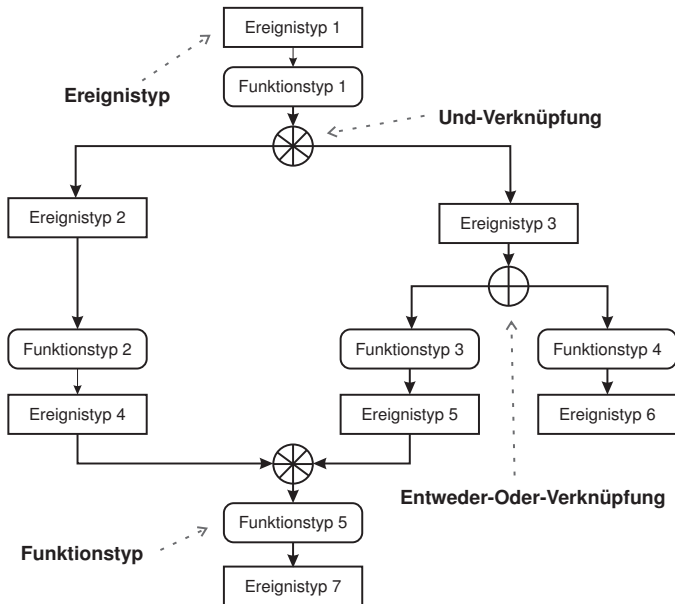 Ereignistyp 1
Ereignistyp
Funktionstyp 1
Und-Verknüpfung
Ereignistyp 2
Ereignistyp 3
Funktionstyp 2
Funktionstyp 3
Funktionstyp 4
Ereignistyp 4
Ereignistyp 5
Ereignistyp 6
Entweder-Oder-Verknüpfung
Funktionstyp 5
Funktionstyp
Ereignistyp 7